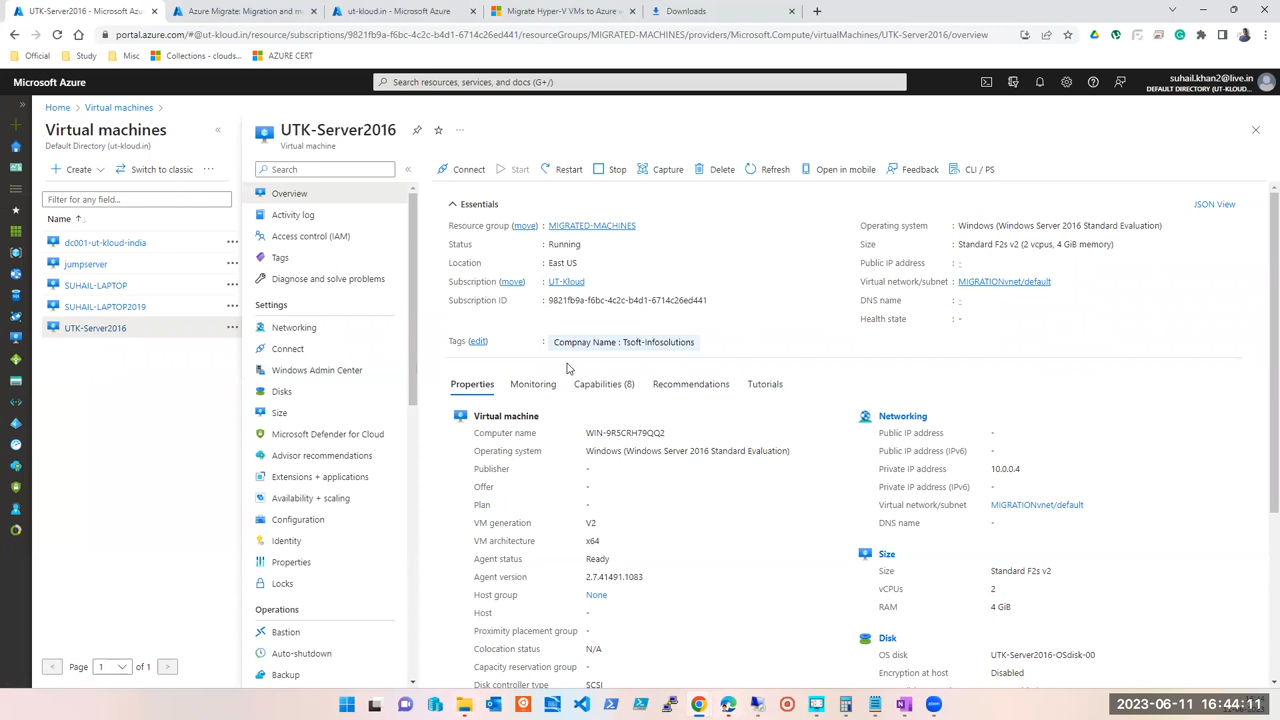 UTK-Server2016 - Microsoft Azure
Azure Migrate: Migration and m
ut-kloud.in - Microsoft Azure
Migrate Hyper-V VMs to Azure
Downloads
portal.azure.com/#@ut-kloud.in/resource/subscriptions/9821fb9a-f6bc-4c2c-b4d1-6714c26ed441/resourceGroups/MIGRATED-MACHINES/providers/Microsoft.Compute/virtualMachines/UTK-Server2016/overview
Official
Study
Misc
Collections - clouds...
AZURE CERT
Microsoft Azure
Search resources, services, and docs (G+/)
suhail.khan2@live.in
DEFAULT DIRECTORY (UT-KLOUD....
Home > Virtual machines >
Virtual machines
Default Directory (ut-kloud.in)
Create
Switch to classic
Filter for any field...
Name
dc001-ut-kloud-india
jumpserver
SUHAIL-LAPTOP
SUHAIL-LAPTOP2019
UTK-Server2016
Page 1 of 1
UTK-Server2016
Virtual machine
Search
Overview
Activity log
Access control (IAM)
Tags
Diagnose and solve problems
Settings
Networking
Connect
Windows Admin Center
Disks
Size
Microsoft Defender for Cloud
Advisor recommendations
Extensions + applications
Availability + scaling
Configuration
Identity
Properties
Locks
Operations
Bastion
Auto-shutdown
Backup
Connect
Start
Restart
Stop
Capture
Delete
Refresh
Open in mobile
Feedback
CLI / PS
Essentials
JSON View
Resource group (move) : MIGRATED-MACHINES
Status : Running
Location : East US
Subscription (move) : UT-Kloud
Subscription ID : 9821fb9a-f6bc-4c2c-b4d1-6714c26ed441
Operating system : Windows (Windows Server 2016 Standard Evaluation)
Size : Standard F2s v2 (2 vcpus, 4 GiB memory)
Public IP address : -
Virtual network/subnet : MIGRATIONvnet/default
DNS name : -
Health state : -
Tags (edit) : Compnay Name : Tsoft-Infosolutions
Properties
Monitoring
Capabilities (8)
Recommendations
Tutorials
Virtual machine
Computer name WIN-9R5CRH79QQ2
Operating system Windows (Windows Server 2016 Standard Evaluation)
Publisher -
Offer -
Plan -
VM generation V2
VM architecture x64
Agent status Ready
Agent version 2.7.41491.1083
Host group None
Host -
Proximity placement group -
Colocation status N/A
Capacity reservation group -
Disk controller type SCSI
Networking
Public IP address -
Public IP address (IPv6) -
Private IP address 10.0.0.4
Private IP address (IPv6) -
Virtual network/subnet MIGRATIONvnet/default
DNS name -
Size
Size Standard F2s v2
vCPUs 2
RAM 4 GiB
Disk
OS disk UTK-Server2016-OSdisk-00
Encryption at host Disabled
2023-06-11 16:44:11